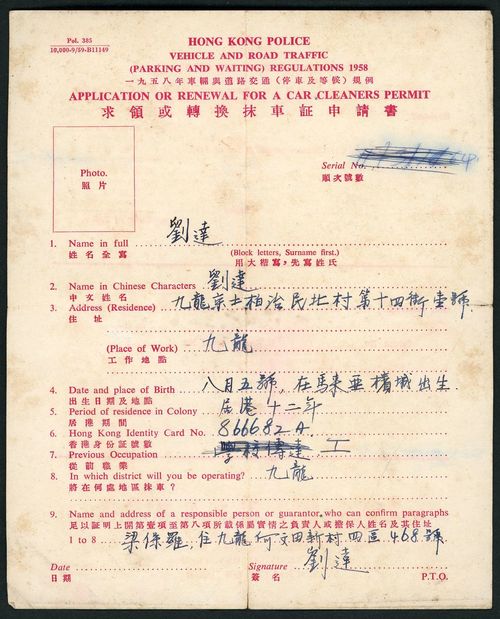 Pol. 385
10,000-9/59-B11149
HONG KONG POLICE
VEHICLE AND ROAD TRAFFIC
(PARKING AND WAITING) REGULATIONS 1958
一九五八年車輛與道路交通（停車及等候）規例
APPLICATION OR RENEWAL FOR A CAR CLEANERS PERMIT
求領或轉換抹車証申請書
Photo.
照片
Serial No.
順次號數
1. Name in full 劉達
姓名全寫
(Block letters, Surname first.)
用大楷寫，先寫姓氏
2. Name in Chinese Characters 劉達
中文姓名
3. Address (Residence) 九龍京士柏治民北村第十四街壹號
住址
(Place of Work) 九龍
工作地點
4. Date and place of Birth 八月五號，在馬來亜檳城出生
出生日期及地點
5. Period of residence in Colony 居港十二年
居港期間
6. Hong Kong Identity Card No. 866682A.
香港身份証號數
7. Previous Occupation 工
從前職業
8. In which district will you be operating? 九龍
將在何處地區抹車？
9. Name and address of a responsible person or guarantor who can confirm paragraphs
足以証明上開第壹項至第八項所載係屬實情之負責人或擔保人姓名及其住址
1 to 8 梁保羅，住九龍何文田新村四區468號
Date
日期
Signature 劉達
簽名
P.T.O.